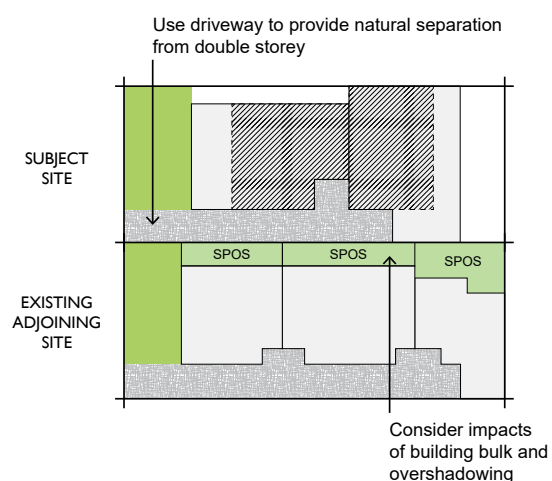 Use driveway to provide natural separation
from double storey
SUBJECT
SITE
SPOS
SPOS
SPOS
EXISTING
ADJOINING
SITE
Consider impacts
of building bulk and
overshadowing